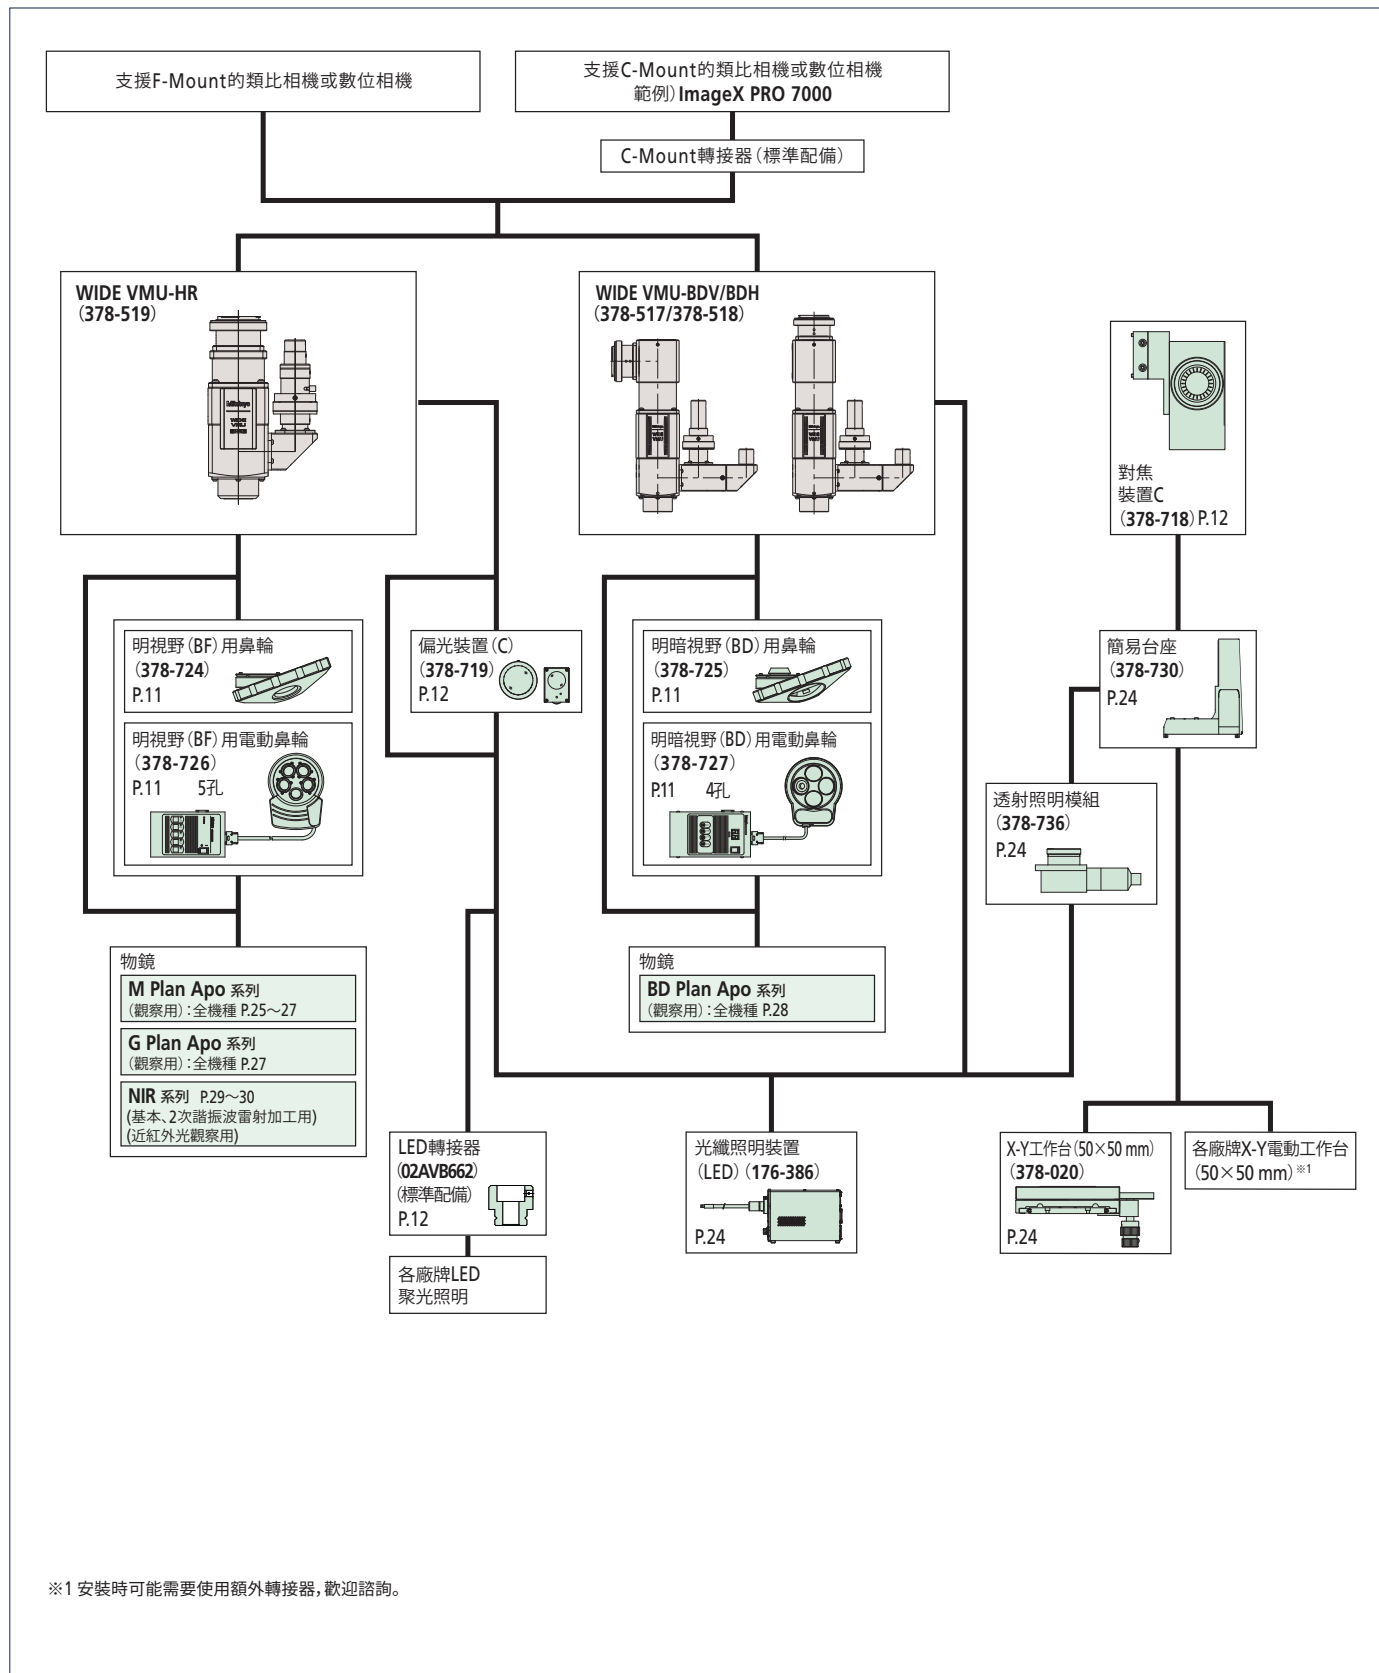 支援F-Mount的類比相機或數位相機
支援C-Mount的類比相機或數位相機
範例）ImageX PRO 7000
C-Mount轉接器（標準配備）
WIDE VMU-HR
（378-519）
Mitutoyo
WIDE
VMU
WIDE VMU-BDV/BDH
（378-517/378-518）
對焦
裝置C
（378-718）P.12
明視野（BF）用鼻輪
（378-724）
P.11
明視野（BF）用電動鼻輪
（378-726）
P.11 5孔
偏光裝置（C）
（378-719）
P.12
明暗視野（BD）用鼻輪
（378-725）
P.11
明暗視野（BD）用電動鼻輪
（378-727）
P.11 4孔
簡易台座
（378-730）
P.24
透射照明模組
（378-736）
P.24
物鏡
M Plan Apo 系列
(觀察用)：全機種 P.25～27
G Plan Apo 系列
(觀察用)：全機種 P.27
NIR 系列 P.29～30
(基本、2次諧振波雷射加工用)
(近紅外光觀察用)
物鏡
BD Plan Apo 系列
(觀察用)：全機種 P.28
LED轉接器
（02AVB662）
(標準配備)
P.12
各廠牌LED
聚光照明
光纖照明裝置
（LED）（176-386）
P.24
X-Y工作台（50×50 mm）
（378-020）
P.24
各廠牌X-Y電動工作台
（50×50 mm）※1
※1 安裝時可能需要使用額外轉接器，歡迎諮詢。